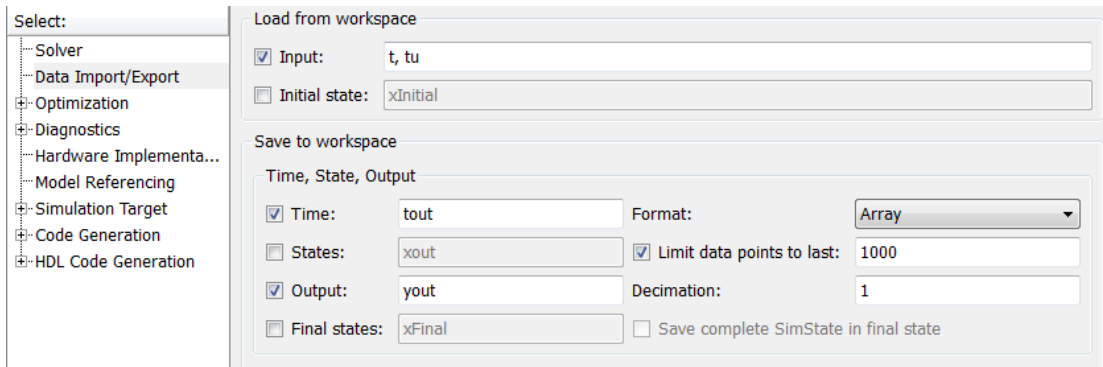 Select:
Solver
Data Import/Export
Optimization
Diagnostics
Hardware Implementa...
Model Referencing
Simulation Target
Code Generation
HDL Code Generation
Load from workspace
Input: t, tu
Initial state: xInitial
Save to workspace
Time, State, Output
Time: tout Format: Array
States: xout Limit data points to last: 1000
Output: yout Decimation: 1
Final states: xFinal Save complete SimState in final state